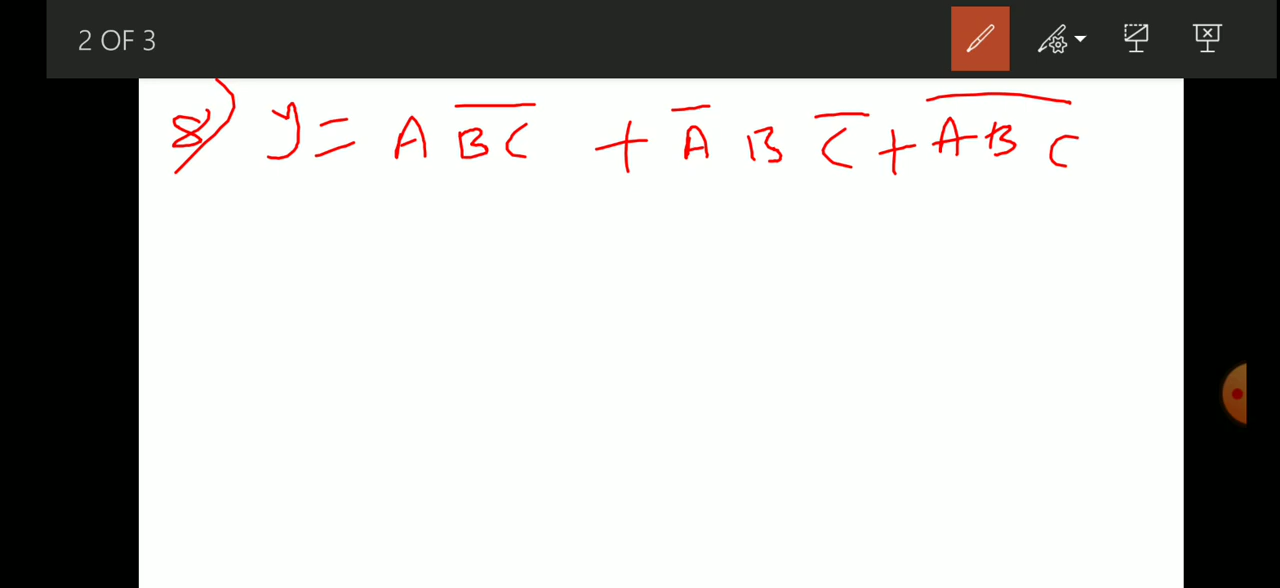 2 OF 3
8) y = A B̅C̅ + A̅ B C̅ + A̅B̅C̅